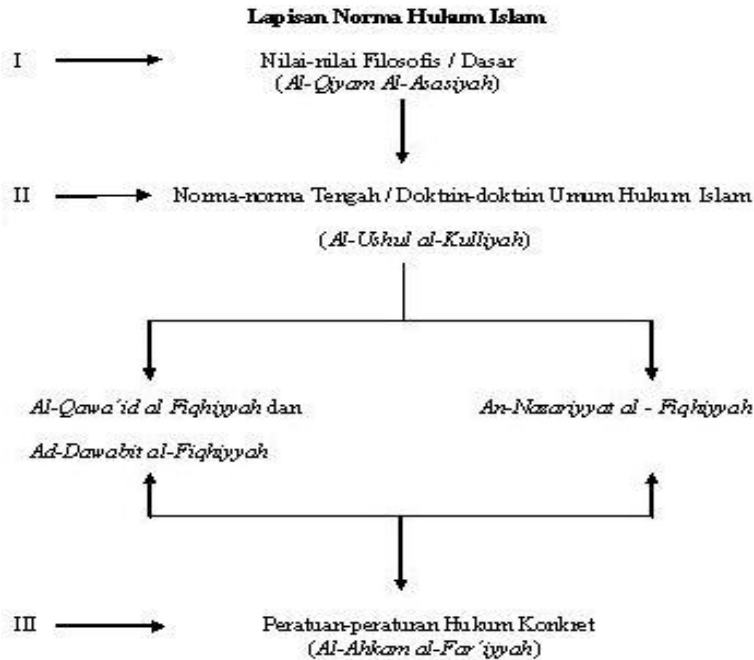 Lapisan Norma Hukum Islam
I
Nilai-nilai Filosofis / Dasar
(Al-Qiyam Al-Asasiyah)
II
Norma-norma Tengah / Doktrin-doktrin Umum Hukum Islam
(Al-Ushul al-Kulliyah)
Al-Qawa'id al Fiqhiyyah dan
Ad-Dawabit al-Fiqhiyyah
An-Nazariyyat al - Fiqhiyyah
III
Peratuan-peraturan Hukum Konkret
(Al-Ahkam al-Far'iyyah)